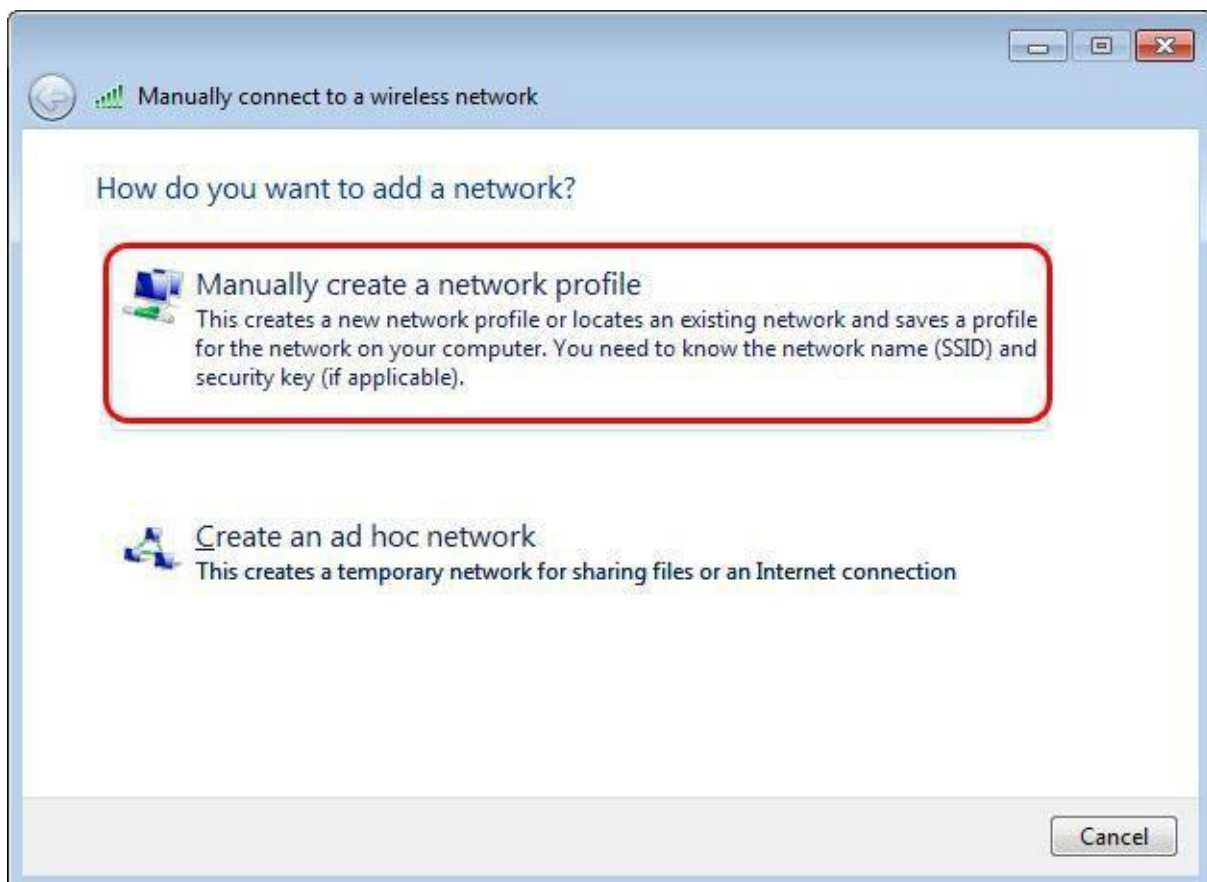 Manually connect to a wireless network
How do you want to add a network?
Manually create a network profile
This creates a new network profile or locates an existing network and saves a profile
for the network on your computer. You need to know the network name (SSID) and
security key (if applicable).
Create an ad hoc network
This creates a temporary network for sharing files or an Internet connection
Cancel